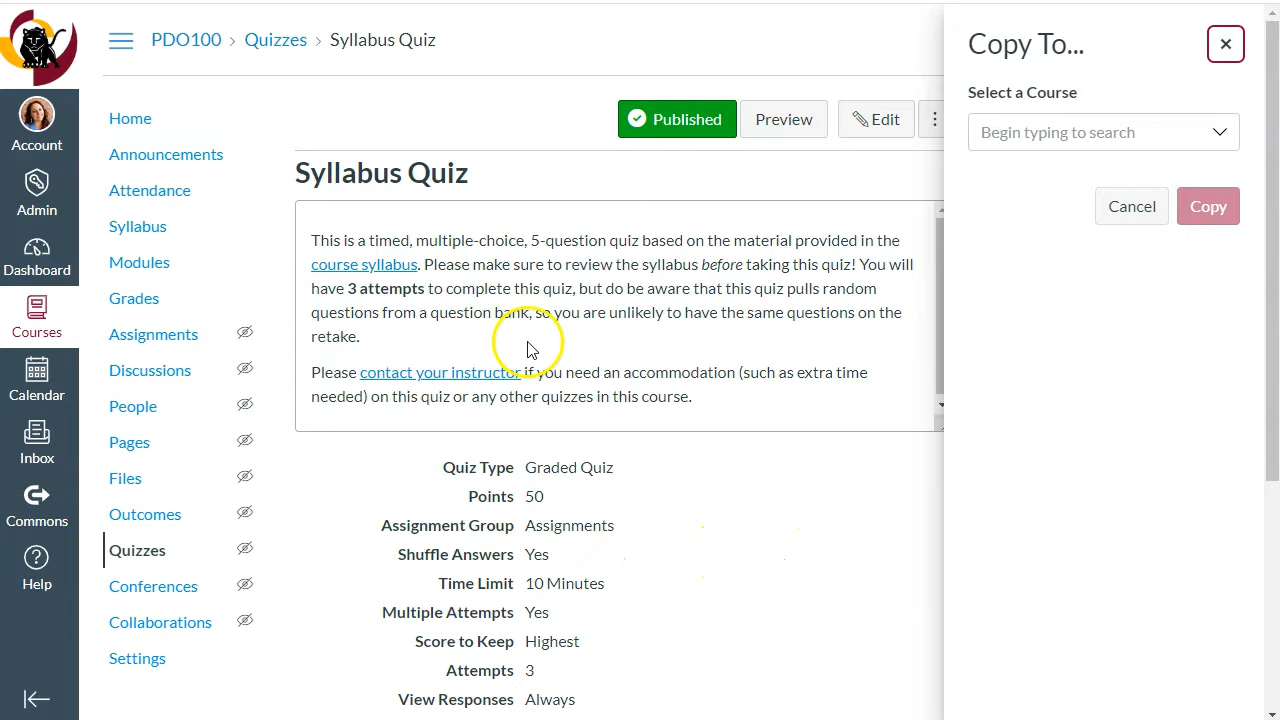 PDO100 > Quizzes > Syllabus Quiz
Account
Admin
Dashboard
Courses
Calendar
Inbox
Commons
Help
Home
Announcements
Attendance
Syllabus
Modules
Grades
Assignments
Discussions
People
Pages
Files
Outcomes
Quizzes
Conferences
Collaborations
Settings
Published
Preview
Edit
Syllabus Quiz
This is a timed, multiple-choice, 5-question quiz based on the material provided in the
course syllabus. Please make sure to review the syllabus before taking this quiz! You will
have 3 attempts to complete this quiz, but do be aware that this quiz pulls random
questions from a question bank, so you are unlikely to have the same questions on the
retake.
Please contact your instructor if you need an accommodation (such as extra time
needed) on this quiz or any other quizzes in this course.
Quiz Type Graded Quiz
Points 50
Assignment Group Assignments
Shuffle Answers Yes
Time Limit 10 Minutes
Multiple Attempts Yes
Score to Keep Highest
Attempts 3
View Responses Always
Copy To...
Select a Course
Begin typing to search
Cancel
Copy